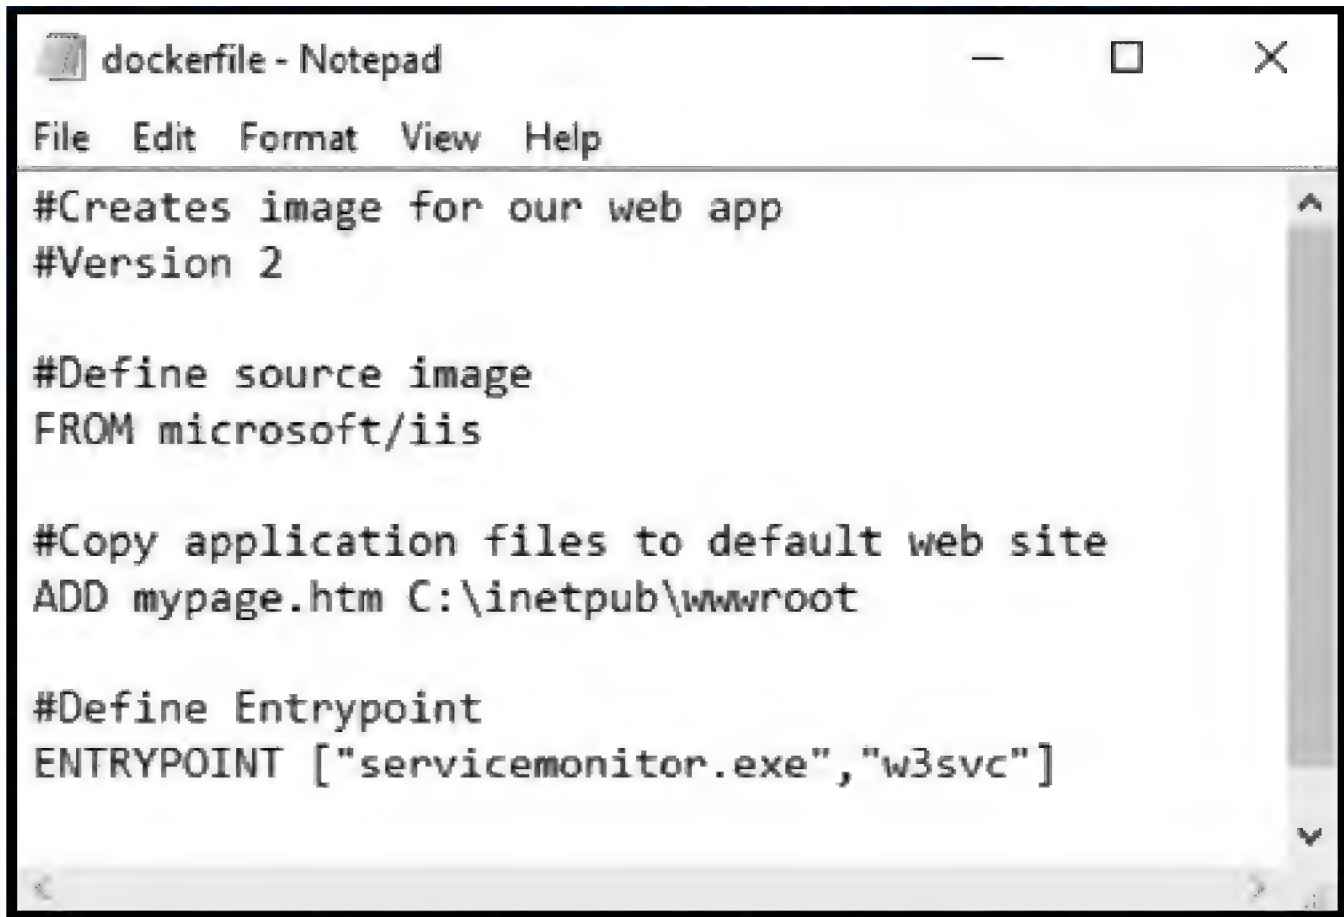 dockerfile - Notepad
File Edit Format View Help
#Creates image for our web app
#Version 2
#Define source image
FROM microsoft/iis
#Copy application files to default web site
ADD mypage.htm C:\inetpub\wwwroot
#Define Entrypoint
ENTRYPOINT ["servicemonitor.exe","w3svc"]